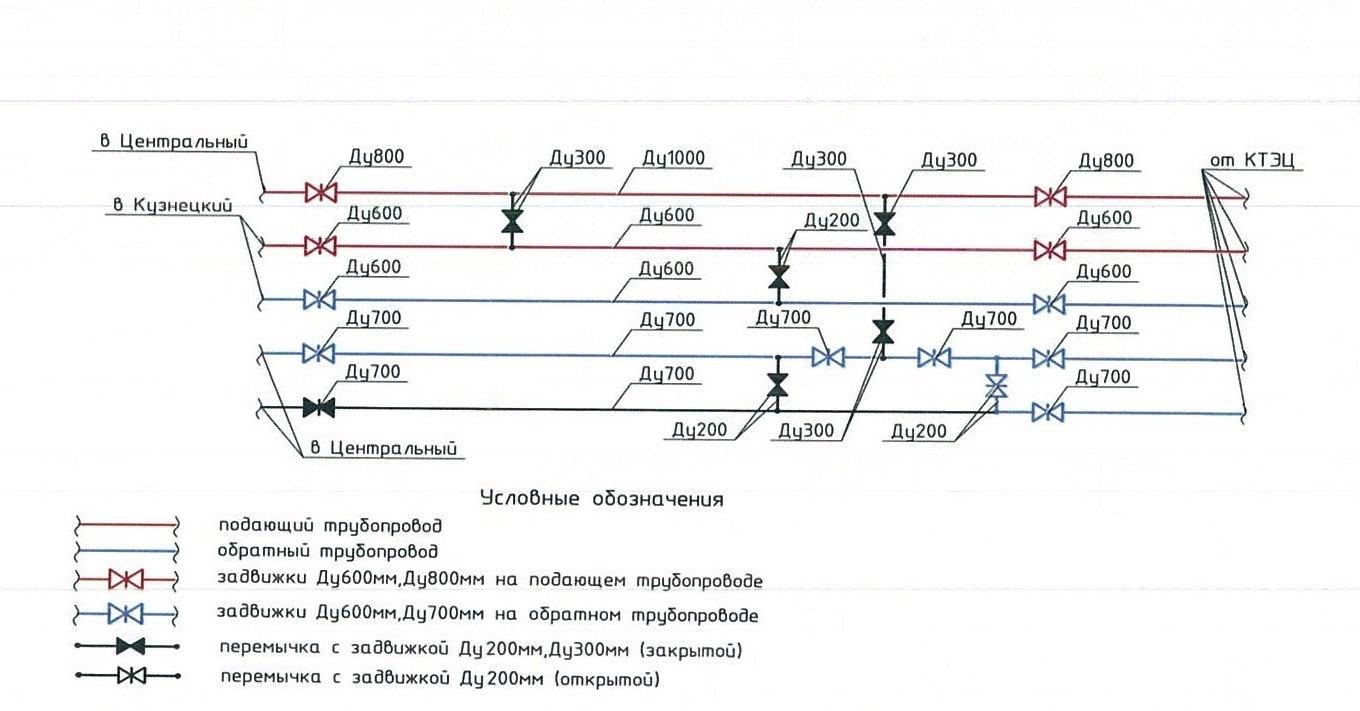 в Центральный
Ду800
Ду300
Ду1000
Ду300
Ду300
Ду800
от КТЭЦ
в Кузнецкий
Ду600
Ду600
Ду200
Ду600
Ду600
Ду600
Ду600
Ду700
Ду700
Ду700
Ду700
Ду700
Ду700
Ду700
Ду700
Ду200
Ду300
Ду200
в Центральный
Условные обозначения
подающий трубопровод
обратный трубопровод
задвижки Ду600мм,Ду800мм на подающем трубопроводе
задвижки Ду600мм,Ду700мм на обратном трубопроводе
перемычка с задвижкой Ду200мм,Ду300мм (закрытой)
перемычка с задвижкой Ду200мм (открытой)